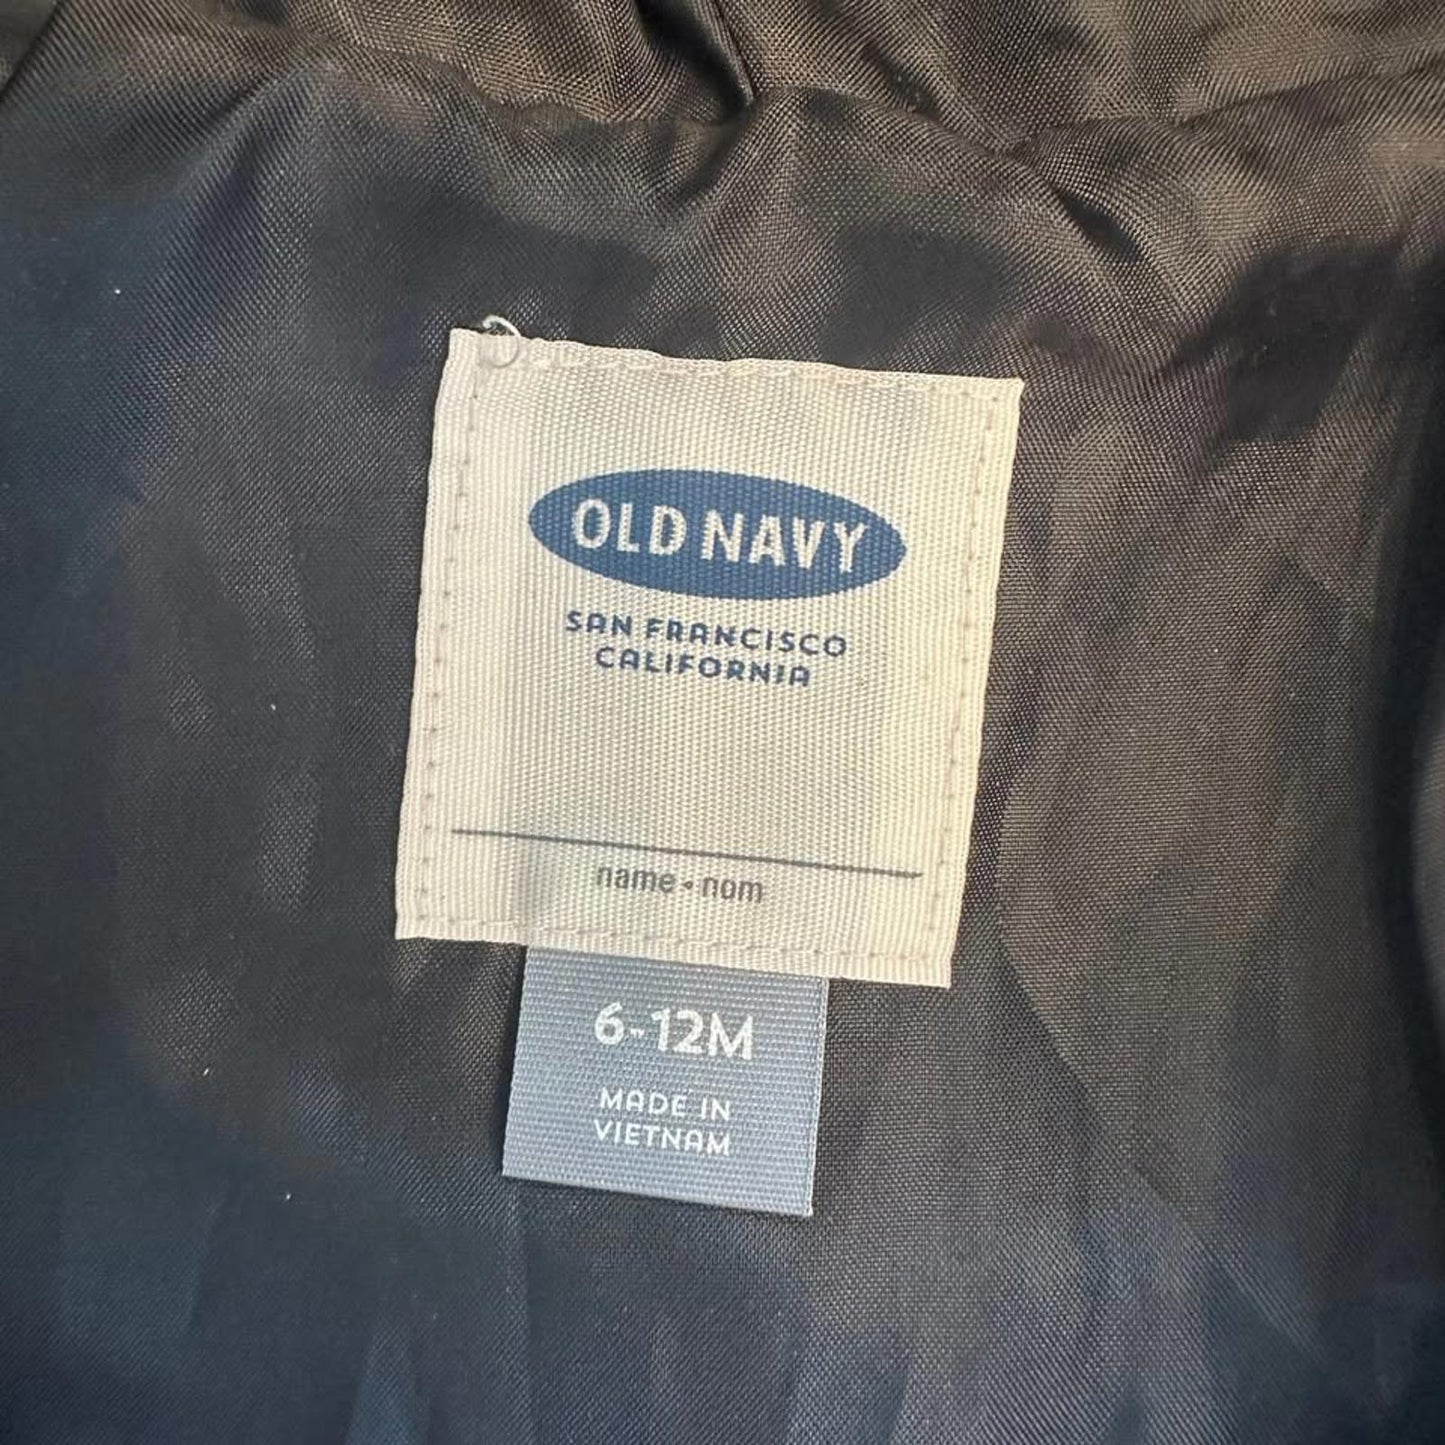 OLD NAVY
SAN FRANCISCO
CALIFORNIA
name • nom
6-12M
MADE IN
VIETNAM